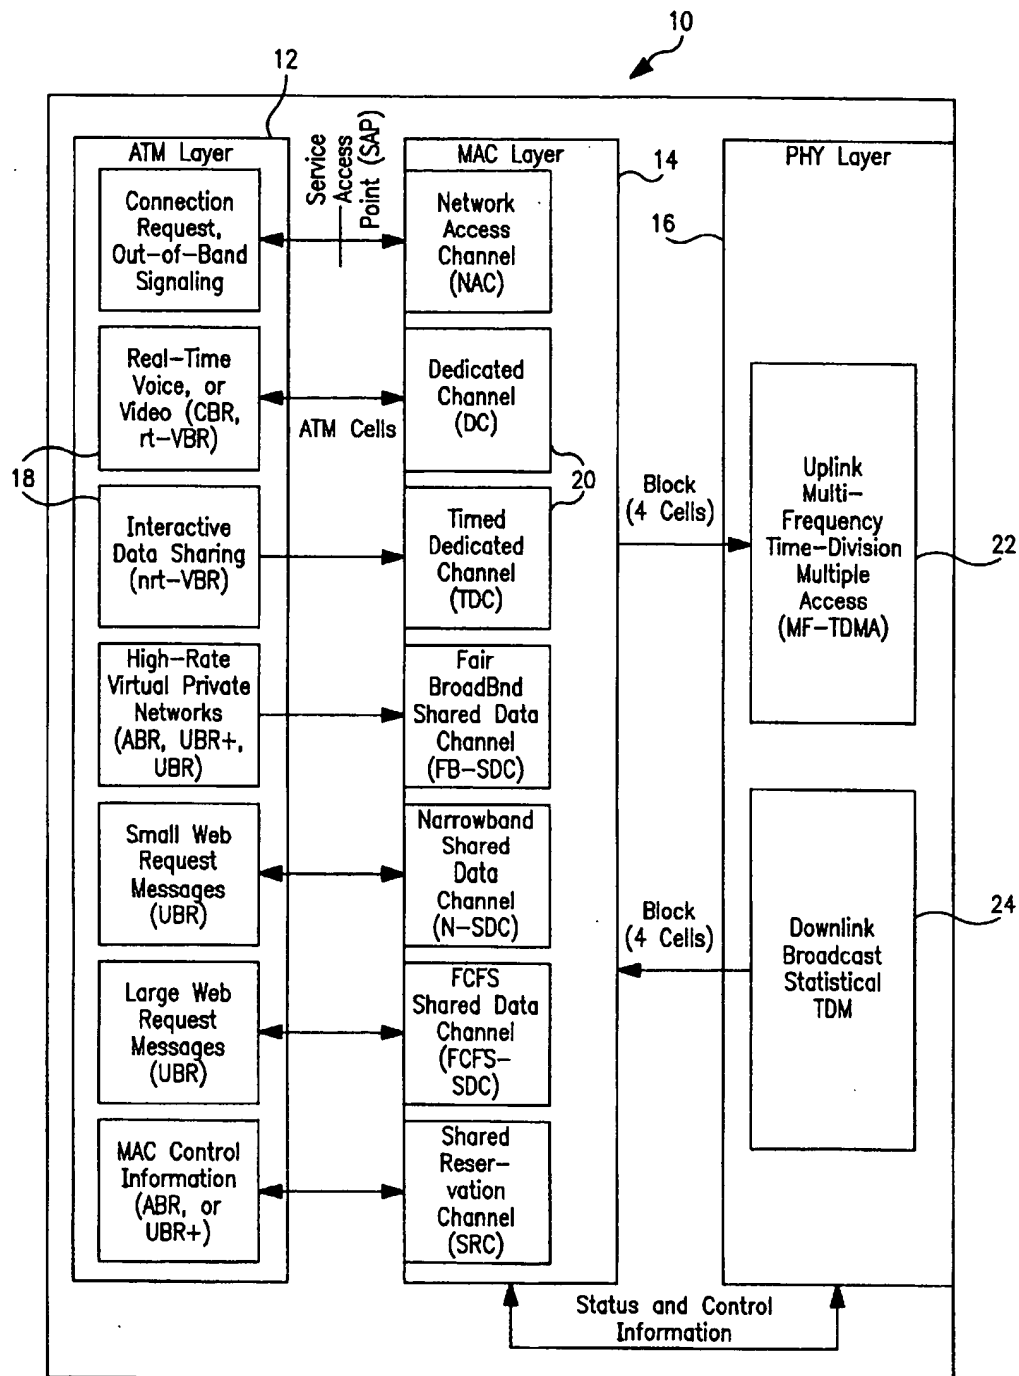 10
12
ATM Layer
Service
Access
Point (SAP)
MAC Layer
14
PHY Layer
16
Connection
Request,
Out-of-Band
Signaling
Network
Access
Channel
(NAC)
Real-Time
Voice, or
Video (CBR,
rt-VBR)
ATM Cells
Dedicated
Channel
(DC)
18
20
Interactive
Data Sharing
(nrt-VBR)
Timed
Dedicated
Channel
(TDC)
Block
(4 Cells)
Uplink
Multi-
Frequency
Time-Division
Multiple
Access
(MF-TDMA)
22
High-Rate
Virtual Private
Networks
(ABR, UBR+,
UBR)
Fair
BroadBnd
Shared Data
Channel
(FB-SDC)
Small Web
Request
Messages
(UBR)
Narrowband
Shared
Data
Channel
(N-SDC)
Block
(4 Cells)
Downlink
Broadcast
Statistical
TDM
24
Large Web
Request
Messages
(UBR)
FCFS
Shared Data
Channel
(FCFS-
SDC)
MAC Control
Information
(ABR, or
UBR+)
Shared
Reser-
vation
Channel
(SRC)
Status and Control
Information